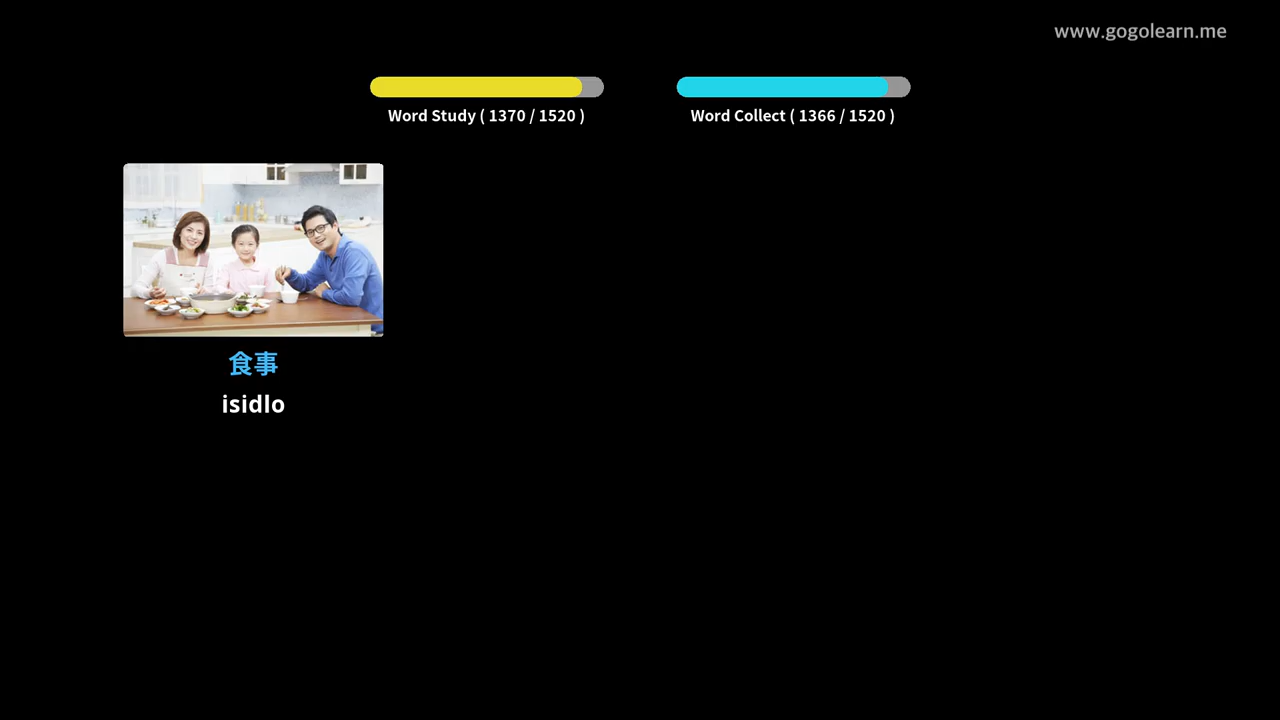 www.gogolearn.me
Word Study ( 1370 / 1520 )
Word Collect ( 1366 / 1520 )
食事
isidlo